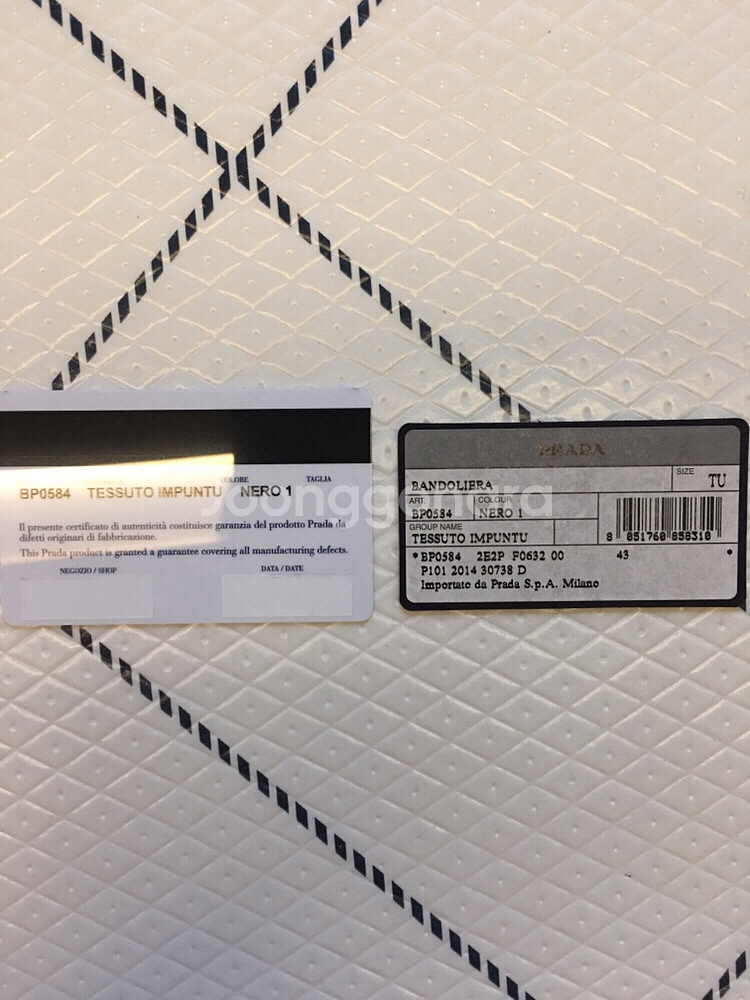 COLORE TAGLIA
BP0584 TESSUTO IMPUNTU NERO 1
Il presente certificato di autenticità costituisce garanzia del prodotto Prada da
difetti originari di fabbricazione.
This Prada product is granted a guarantee covering all manufacturing defects.
NEGOZIO / SHOP DATA / DATE
PRADA
BANDOLIERA SIZE TU
ART. COLOUR
BP0584 NERO 1
GROUP NAME
TESSUTO IMPUNTU
8 051760 850310
*BP0584 2E2P F0632 00 43 *
P101 2014 30738 D
Importato da Prada S.p.A. Milano
joonggonara